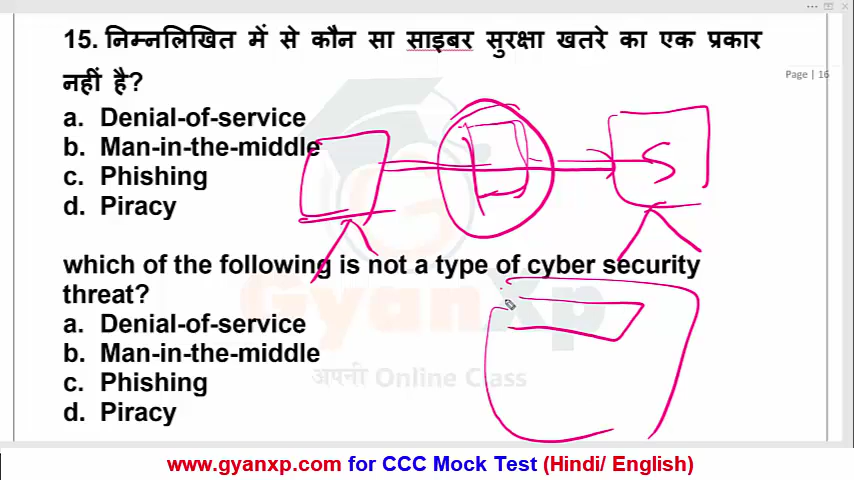 15. निम्नलिखित में से कौन सा साइबर सुरक्षा खतरे का एक प्रकार
नहीं है?
Page | 16
a. Denial-of-service
b. Man-in-the-middle
c. Phishing
d. Piracy
S
which of the following is not a type of cyber security
threat?
a. Denial-of-service
b. Man-in-the-middle
c. Phishing
d. Piracy
GyanXp
अपनी Online Class
www.gyanxp.com for CCC Mock Test (Hindi/ English)